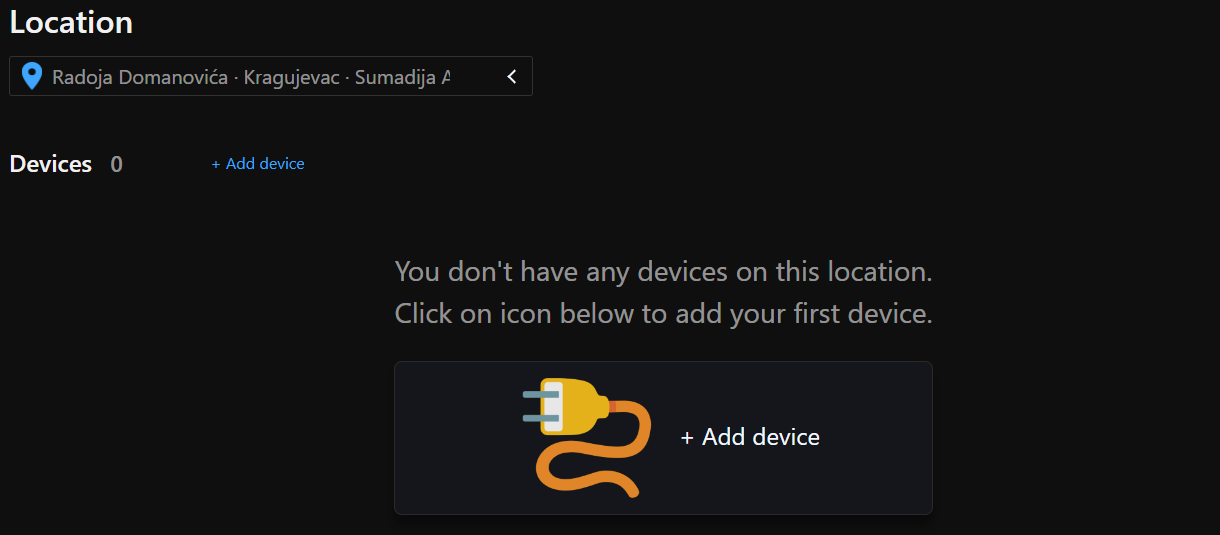 Location
Radoja Domanovića · Kragujevac · Sumadija A
Devices 0 + Add device
You don't have any devices on this location.
Click on icon below to add your first device.
+ Add device